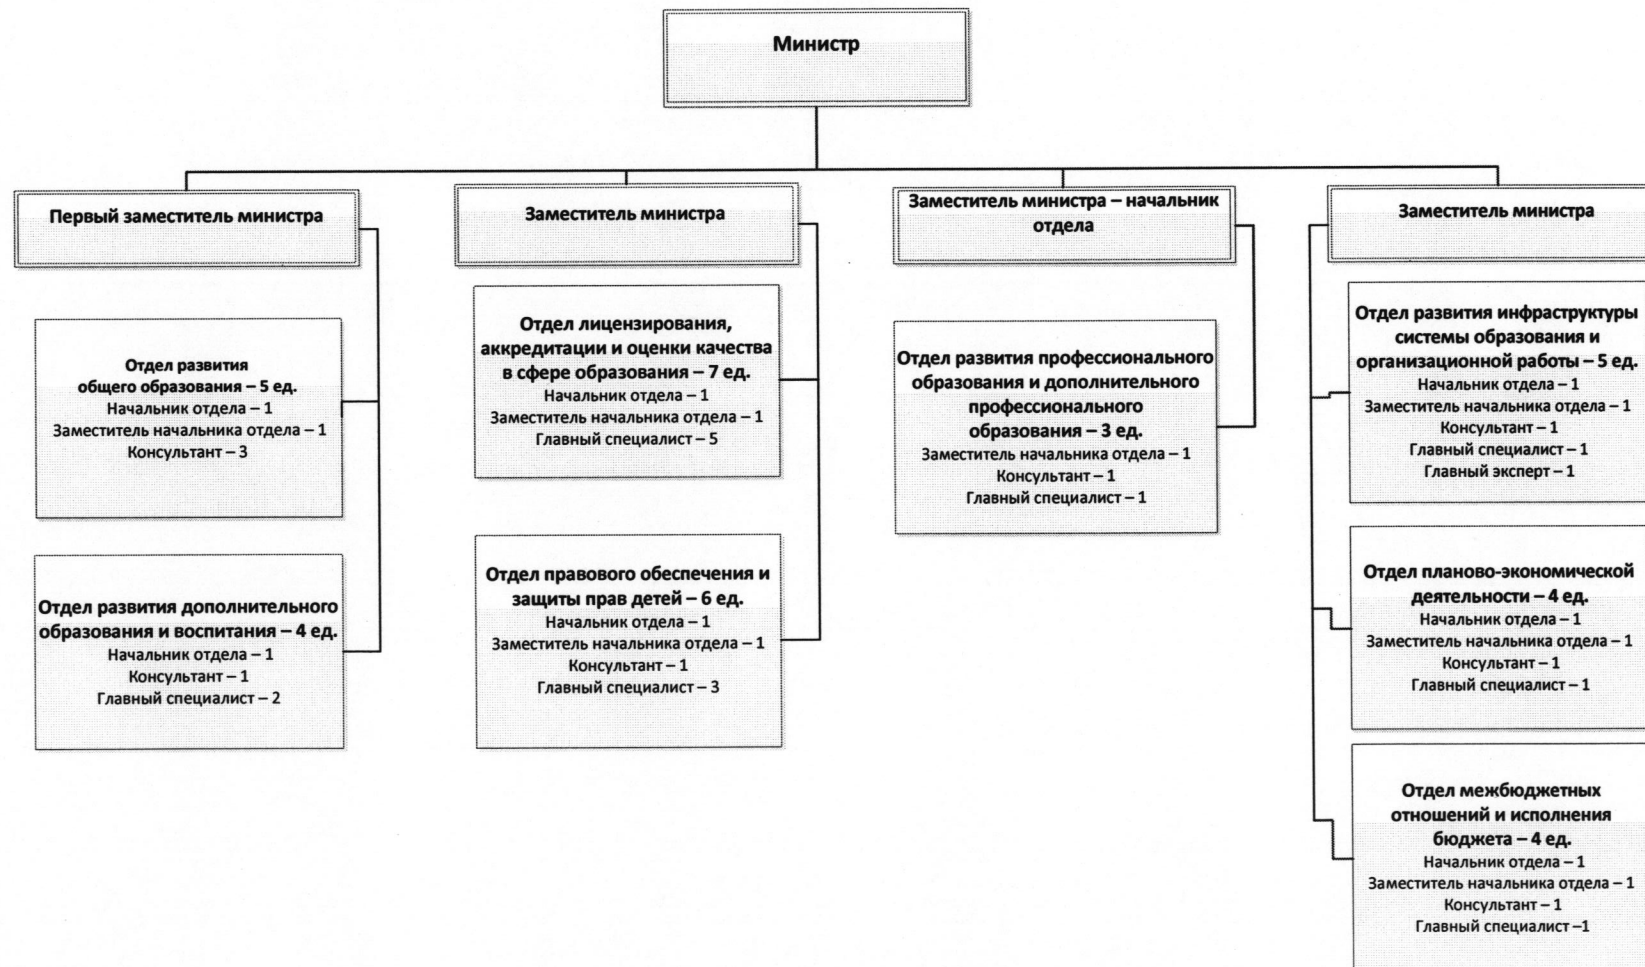 Министр
Первый заместитель министра
Отдел развития
общего образования – 5 ед.
Начальник отдела – 1
Заместитель начальника отдела – 1
Консультант – 3
Отдел развития дополнительного
образования и воспитания – 4 ед.
Начальник отдела – 1
Консультант – 1
Главный специалист – 2
Заместитель министра
Отдел лицензирования,
аккредитации и оценки качества
в сфере образования – 7 ед.
Начальник отдела – 1
Заместитель начальника отдела – 1
Главный специалист – 5
Отдел правового обеспечения и
защиты прав детей – 6 ед.
Начальник отдела – 1
Заместитель начальника отдела – 1
Консультант – 1
Главный специалист – 3
Заместитель министра – начальник
отдела
Отдел развития профессионального
образования и дополнительного
профессионального
образования – 3 ед.
Заместитель начальника отдела – 1
Консультант – 1
Главный специалист – 1
Заместитель министра
Отдел развития инфраструктуры
системы образования и
организационной работы – 5 ед.
Начальник отдела – 1
Заместитель начальника отдела – 1
Консультант – 1
Главный специалист – 1
Главный эксперт – 1
Отдел планово-экономической
деятельности – 4 ед.
Начальник отдела – 1
Заместитель начальника отдела – 1
Консультант – 1
Главный специалист – 1
Отдел межбюджетных
отношений и исполнения
бюджета – 4 ед.
Начальник отдела – 1
Заместитель начальника отдела – 1
Консультант – 1
Главный специалист –1